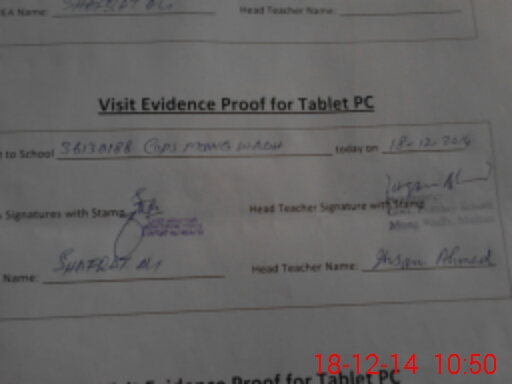 EA Name: SHAFQAT ALI Head Teacher Name:
Visit Evidence Proof for Tablet PC
t to School 36130188 GPS MONG WADH today on 18-12-2014
Signatures with Stamp Head Teacher Signature with Stamp
Name: SHAFQAT ALI Head Teacher Name: Ahsan Ahmed
Visit Evidence Proof for Tablet PC
18-12-14 10:50